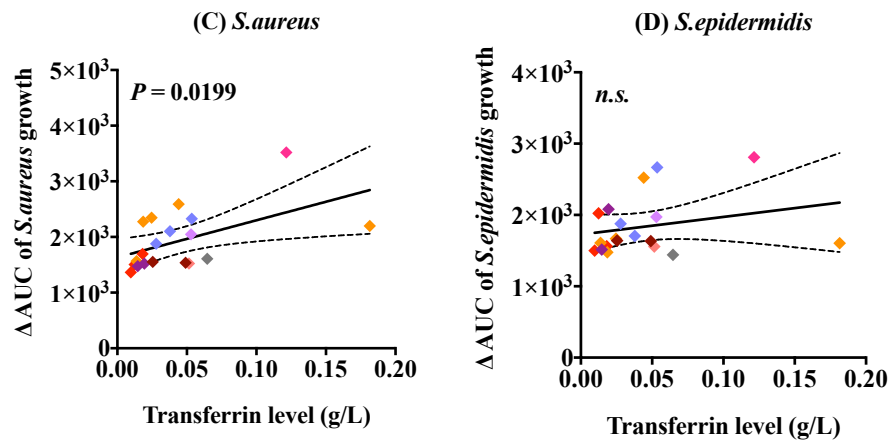 (C) S.aureus
Δ AUC of S.aureus growth
5×10³
4×10³
3×10³
2×10³
1×10³
0
P = 0.0199
0.00 0.05 0.10 0.15 0.20
Transferrin level (g/L)
(D) S.epidermidis
Δ AUC of S.epidermidis growth
4×10³
3×10³
2×10³
1×10³
0
n.s.
0.00 0.05 0.10 0.15 0.20
Transferrin level (g/L)